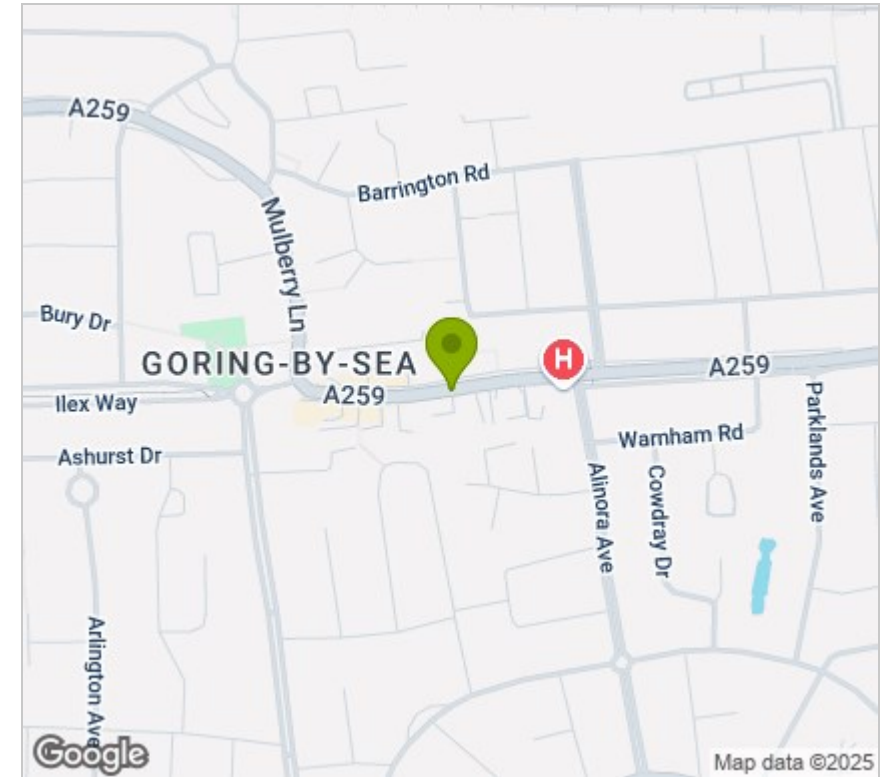 A259
Barrington Rd
Mulberry Ln
Bury Dr
GORING-BY-SEA
H
A259
A259
Ilex Way
Warnham Rd
Parklands Ave
Ashurst Dr
Alinora Ave
Cowdray Dr
Arlington Ave
Google
Map data ©2025